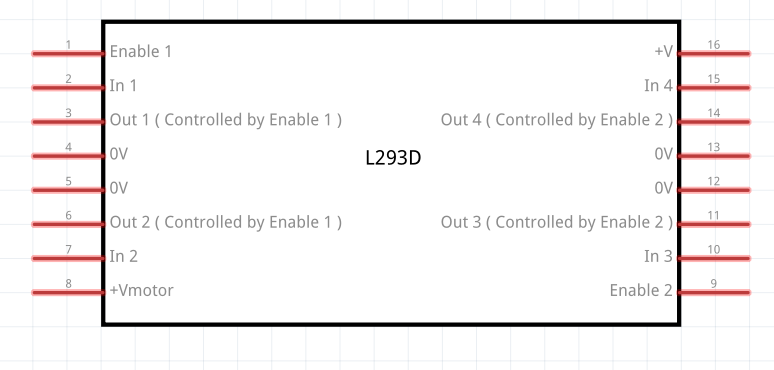 1 Enable 1 +V 16
2 In 1 In 4 15
3 Out 1 ( Controlled by Enable 1 ) Out 4 ( Controlled by Enable 2 ) 14
4 0V 0V 13
L293D
5 0V 0V 12
6 Out 2 ( Controlled by Enable 1 ) Out 3 ( Controlled by Enable 2 ) 11
7 In 2 In 3 10
8 +Vmotor Enable 2 9